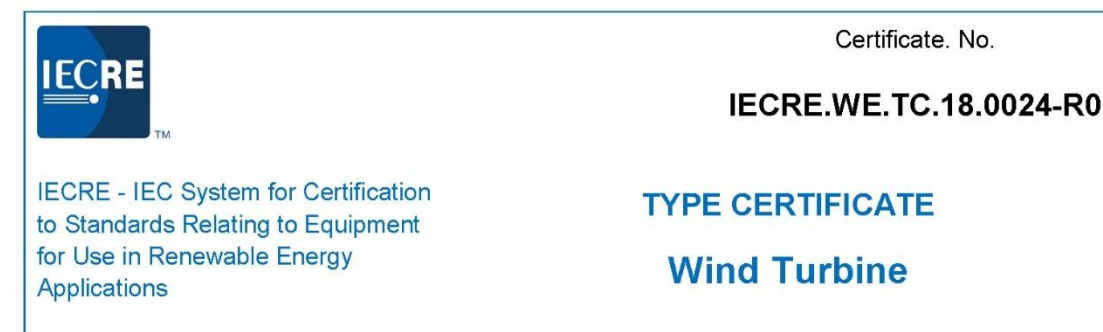 IECRE
TM
IECRE - IEC System for Certification
to Standards Relating to Equipment
for Use in Renewable Energy
Applications
Certificate. No.
IECRE.WE.TC.18.0024-R0
TYPE CERTIFICATE
Wind Turbine